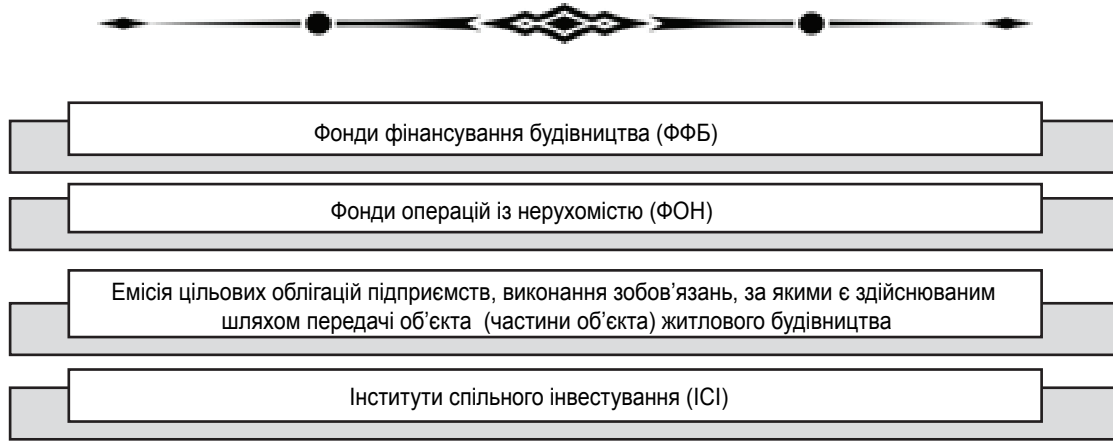 Фонди фінансування будівництва (ФФБ)
Фонди операцій із нерухомістю (ФОН)
Емісія цільових облігацій підприємств, виконання зобов’язань, за якими є здійснюваним
шляхом передачі об’єкта (частини об’єкта) житлового будівництва
Інститути спільного інвестування (ІСІ)